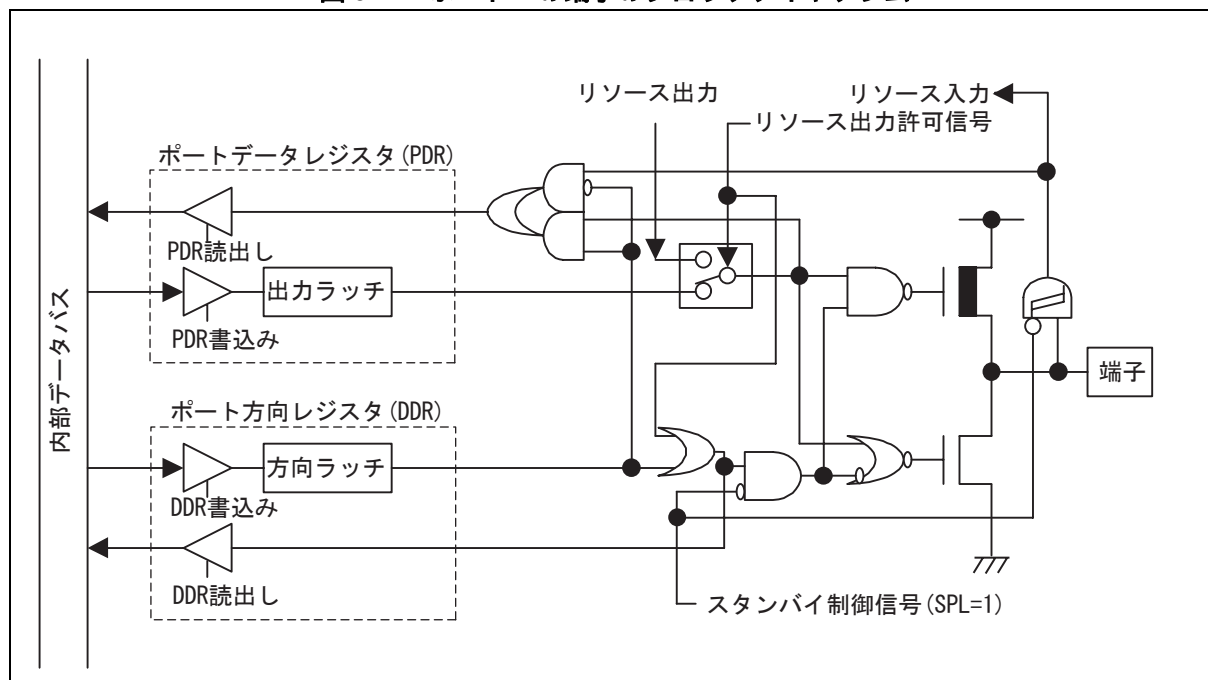 リソース出力
リソース入力
リソース出力許可信号
ポートデータレジスタ(PDR)
PDR読出し
出力ラッチ
PDR書込み
内部データバス
端子
ポート方向レジスタ(DDR)
方向ラッチ
DDR書込み
DDR読出し
スタンバイ制御信号(SPL=1)